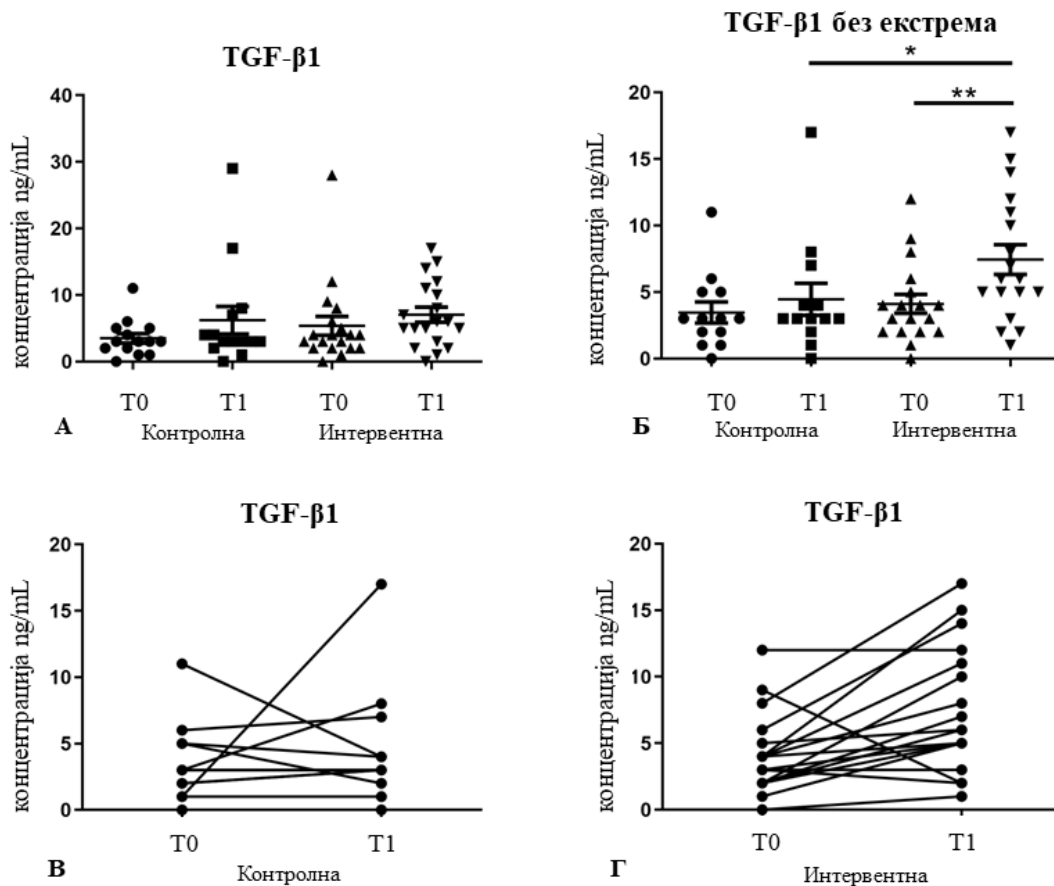 TGF-β1
концентрација ng/mL
40
30
20
10
0
T0 T1 T0 T1
Контролна Интервентна
А
TGF-β1 без екстрема
* 
**
концентрација ng/mL
20
15
10
5
0
T0 T1 T0 T1
Контролна Интервентна
Б
TGF-β1
концентрација ng/mL
20
15
10
5
0
T0 T1
Контролна
В
TGF-β1
концентрација ng/mL
20
15
10
5
0
T0 T1
Интервентна
Г